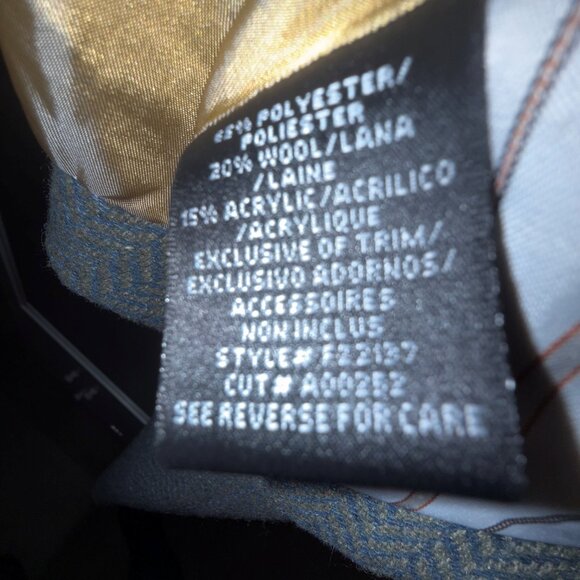 65% POLYESTER/
POLIESTER
20% WOOL/LANA
/LAINE
15% ACRYLIC/ACRILICO
/ACRYLIQUE
EXCLUSIVE OF TRIM/
EXCLUSIVO ADORNOS/
ACCESSOIRES
NON INCLUS
STYLE# F22137
CUT# A00252
SEE REVERSE FOR CARE